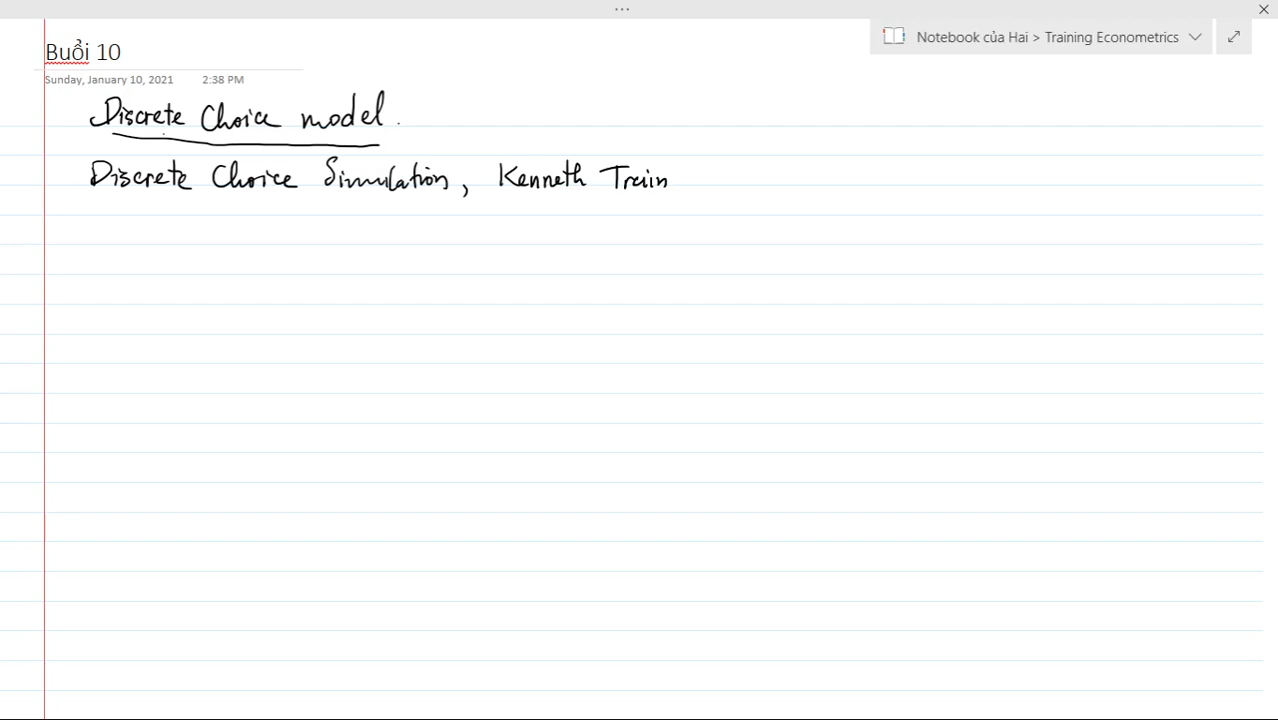 Buổi 10
Notebook của Hai > Training Econometrics
Sunday, January 10, 2021 2:38 PM
Discrete Choice model.
Discrete Choice Simulation, Kenneth Train